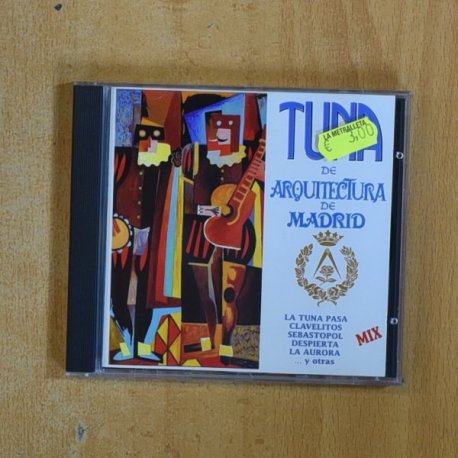 TUNA
LA METRALLETA
€ 3,00
DE
ARQUITECTURA
DE
MADRID
LA TUNA PASA
CLAVELITOS
SEBASTOPOL
DESPIERTA
LA AURORA
... y otras
MIX